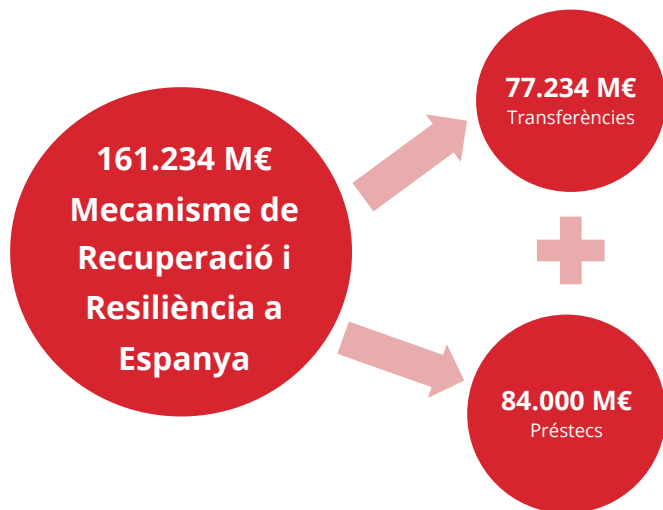 161.234 M€
Mecanisme de
Recuperació i
Resiliència a
Espanya
77.234 M€
Transferències
84.000 M€
Préstecs